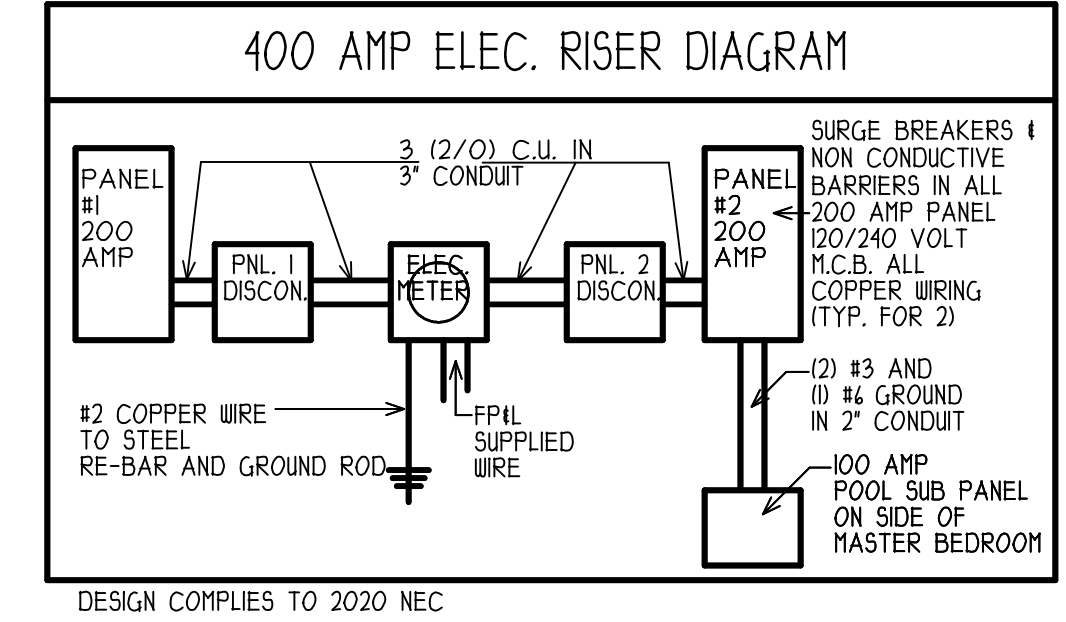 400 AMP ELEC. RISER DIAGRAM
3 (2/0) C.U. IN
3" CONDUIT
PANEL
#1
200
AMP
PNL. 1
DISCON.
ELEC.
METER
PNL. 2
DISCON.
PANEL
#2
200
AMP
SURGE BREAKERS &
NON CONDUCTIVE
BARRIERS IN ALL
200 AMP PANEL
120/240 VOLT
M.C.B. ALL
COPPER WIRING
(TYP. FOR 2)
#2 COPPER WIRE
TO STEEL
RE-BAR AND GROUND ROD
FP&L
SUPPLIED
WIRE
(2) #3 AND
(1) #6 GROUND
IN 2" CONDUIT
100 AMP
POOL SUB PANEL
ON SIDE OF
MASTER BEDROOM
DESIGN COMPLIES TO 2020 NEC